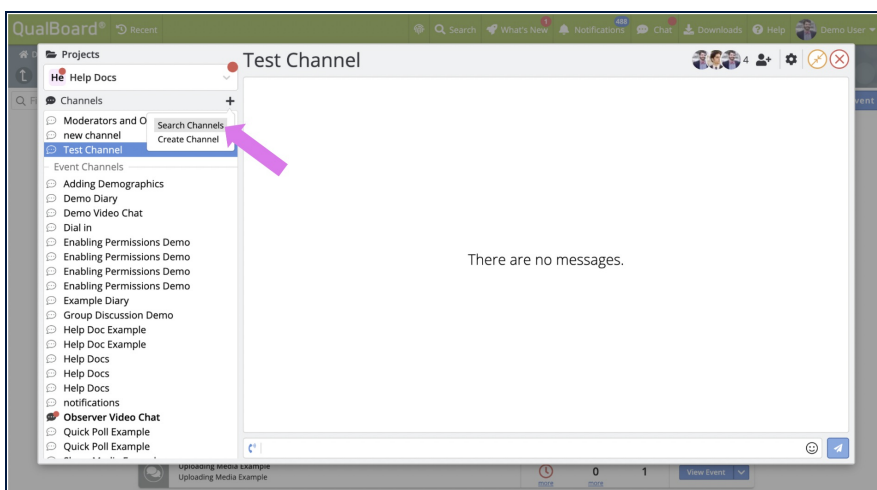 QualBoard® Recent Search What's New 1 Notifications 488 Chat Downloads Help Demo User
Projects
Test Channel
4
He Help Docs
Channels +
Moderators and O
Search Channels
new channel
Create Channel
Test Channel
Event Channels
Adding Demographics
Demo Diary
Demo Video Chat
Dial in
Enabling Permissions Demo
Enabling Permissions Demo
Enabling Permissions Demo
Enabling Permissions Demo
Example Diary
Group Discussion Demo
Help Doc Example
Help Doc Example
Help Docs
Help Docs
Help Docs
notifications
Observer Video Chat
Quick Poll Example
Quick Poll Example
There are no messages.
Uploading Media Example
Uploading Media Example
more
0
more
1
View Event
vent